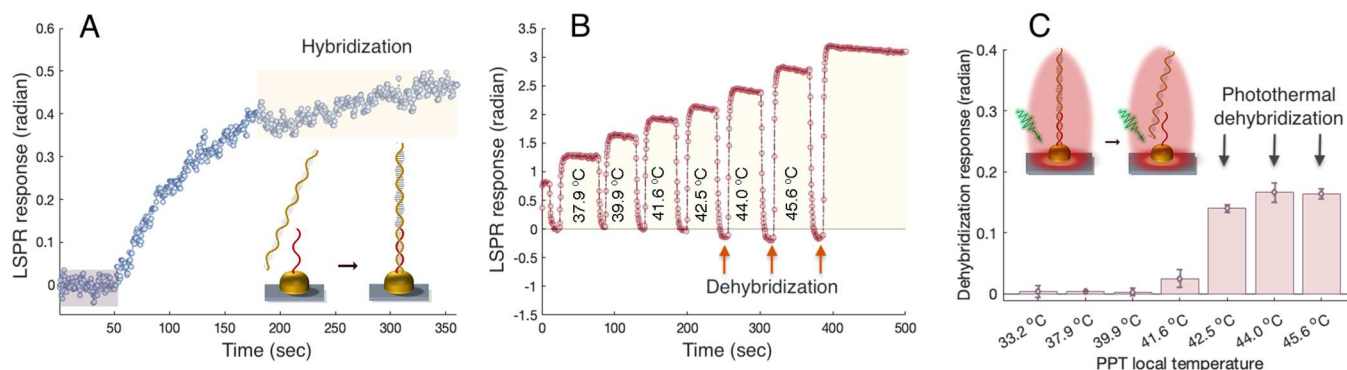 A
LSPR response (radian)
0.6
0.5
0.4
0.3
0.2
0.1
0
Hybridization
50
100
150
200
250
300
350
Time (sec)
B
LSPR response (radian)
3.5
3
2.5
2
1.5
1
0.5
0
-0.5
-1
-1.5
37.9 °C
39.9 °C
41.6 °C
42.5 °C
44.0 °C
45.6 °C
Dehybridization
0
100
200
300
400
500
Time (sec)
C
Dehybridization response (radian)
0.4
0.3
0.2
0.1
0
Photothermal
dehybridization
33.2 °C
37.9 °C
39.9 °C
41.6 °C
42.5 °C
44.0 °C
45.6 °C
PPT local temperature